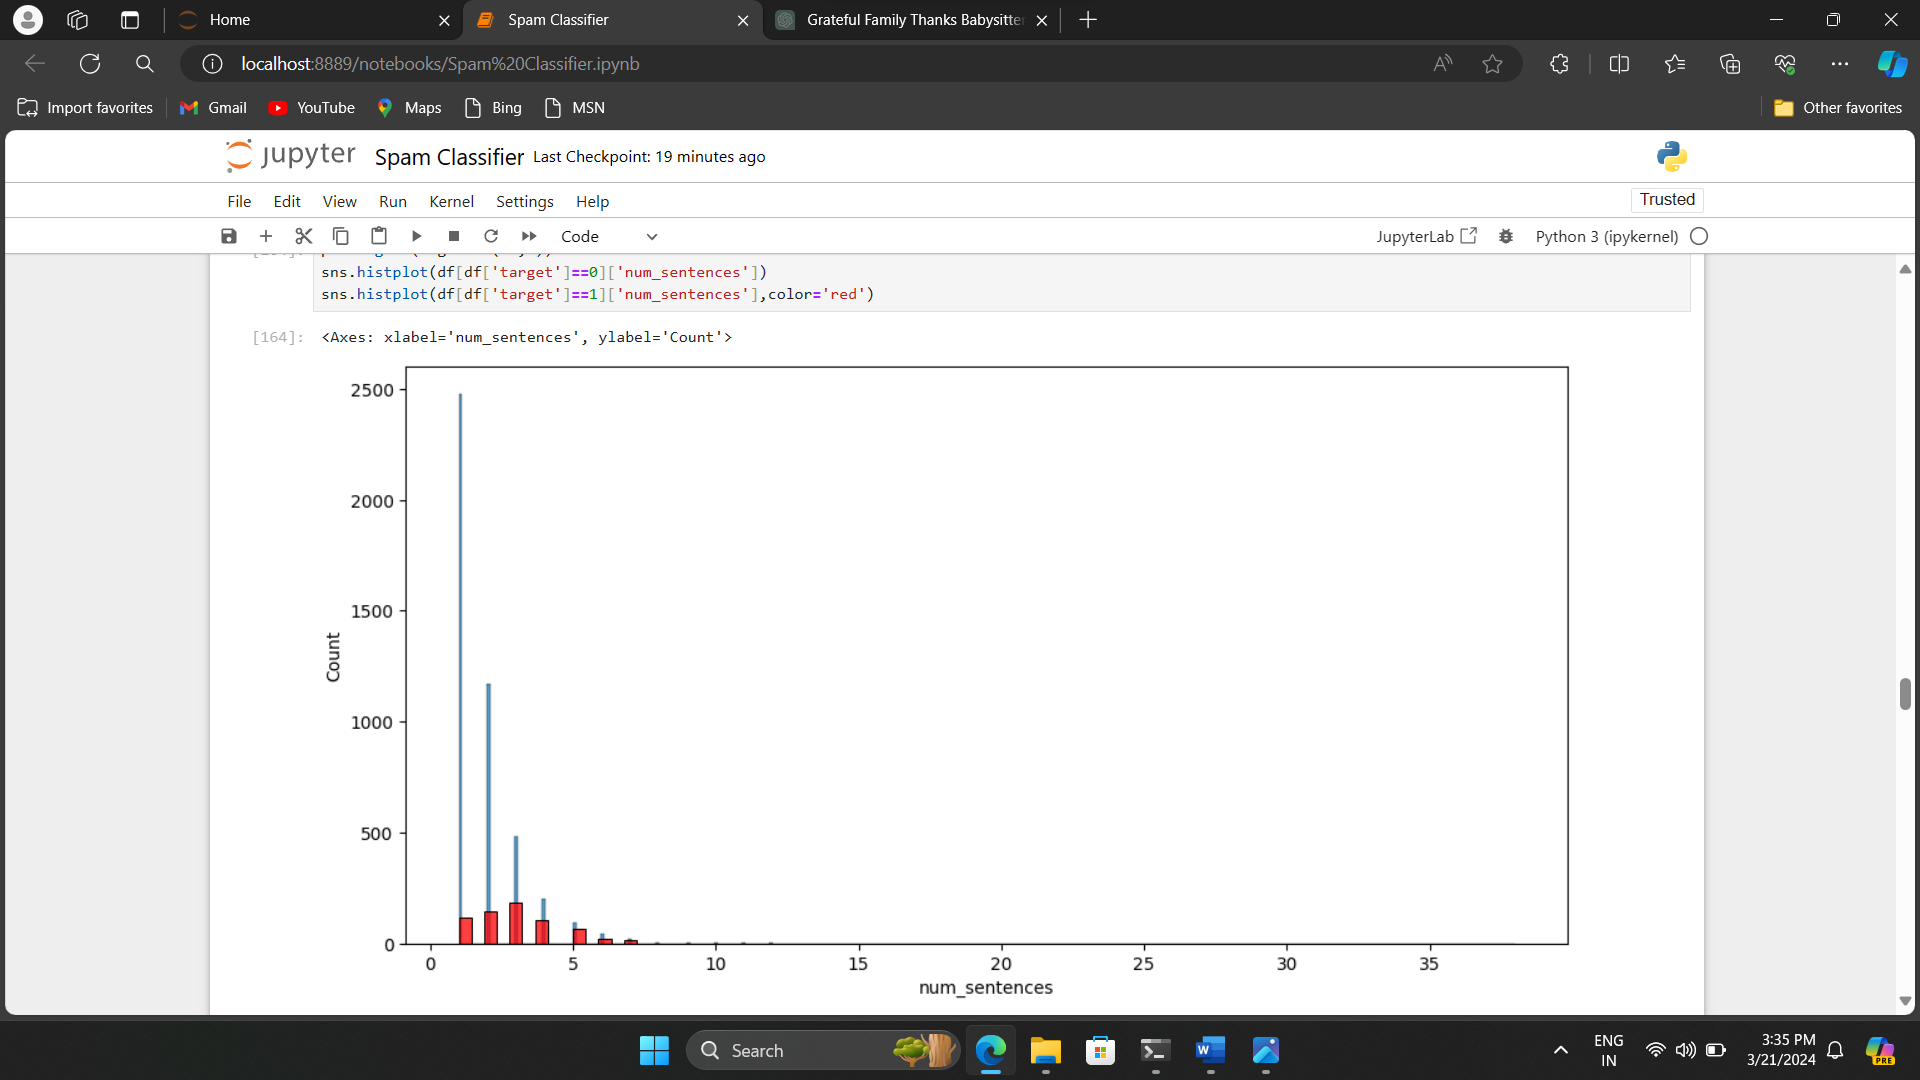 Home
Spam Classifier
Grateful Family Thanks Babysitter
localhost:8889/notebooks/Spam%20Classifier.ipynb
Import favorites
Gmail
YouTube
Maps
Bing
MSN
Other favorites
jupyter
Spam Classifier
Last Checkpoint: 19 minutes ago
File
Edit
View
Run
Kernel
Settings
Help
Trusted
Code
JupyterLab
Python 3 (ipykernel)
sns.histplot(df[df['target']==0]['num_sentences'])
sns.histplot(df[df['target']==1]['num_sentences'],color='red')
[164]:
<Axes: xlabel='num_sentences', ylabel='Count'>
2500
2000
1500
1000
500
0
Count
0 5 10 15 20 25 30 35
num_sentences
Search
ENG
IN
3:35 PM
3/21/2024
PRE